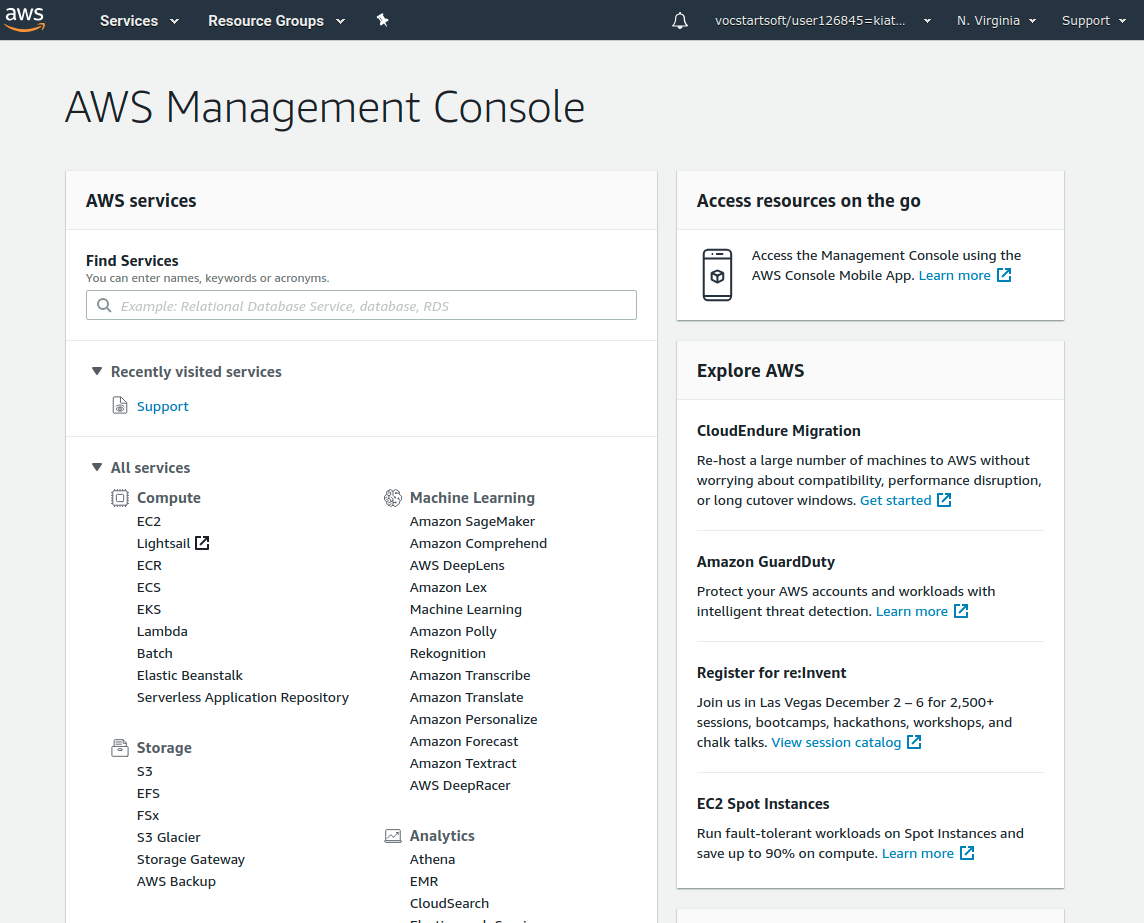 aws
Services
Resource Groups
vocstartsoft/user126845=kiat...
N. Virginia
Support
AWS Management Console
AWS services
Find Services
You can enter names, keywords or acronyms.
Example: Relational Database Service, database, RDS
Recently visited services
Support
All services
Compute
EC2
Lightsail
ECR
ECS
EKS
Lambda
Batch
Elastic Beanstalk
Serverless Application Repository
Storage
S3
EFS
FSx
S3 Glacier
Storage Gateway
AWS Backup
Machine Learning
Amazon SageMaker
Amazon Comprehend
AWS DeepLens
Amazon Lex
Machine Learning
Amazon Polly
Rekognition
Amazon Transcribe
Amazon Translate
Amazon Personalize
Amazon Forecast
Amazon Textract
AWS DeepRacer
Analytics
Athena
EMR
CloudSearch
Access resources on the go
Access the Management Console using the
AWS Console Mobile App. Learn more
Explore AWS
CloudEndure Migration
Re-host a large number of machines to AWS without
worrying about compatibility, performance disruption,
or long cutover windows. Get started
Amazon GuardDuty
Protect your AWS accounts and workloads with
intelligent threat detection. Learn more
Register for re:Invent
Join us in Las Vegas December 2 – 6 for 2,500+
sessions, bootcamps, hackathons, workshops, and
chalk talks. View session catalog
EC2 Spot Instances
Run fault-tolerant workloads on Spot Instances and
save up to 90% on compute. Learn more